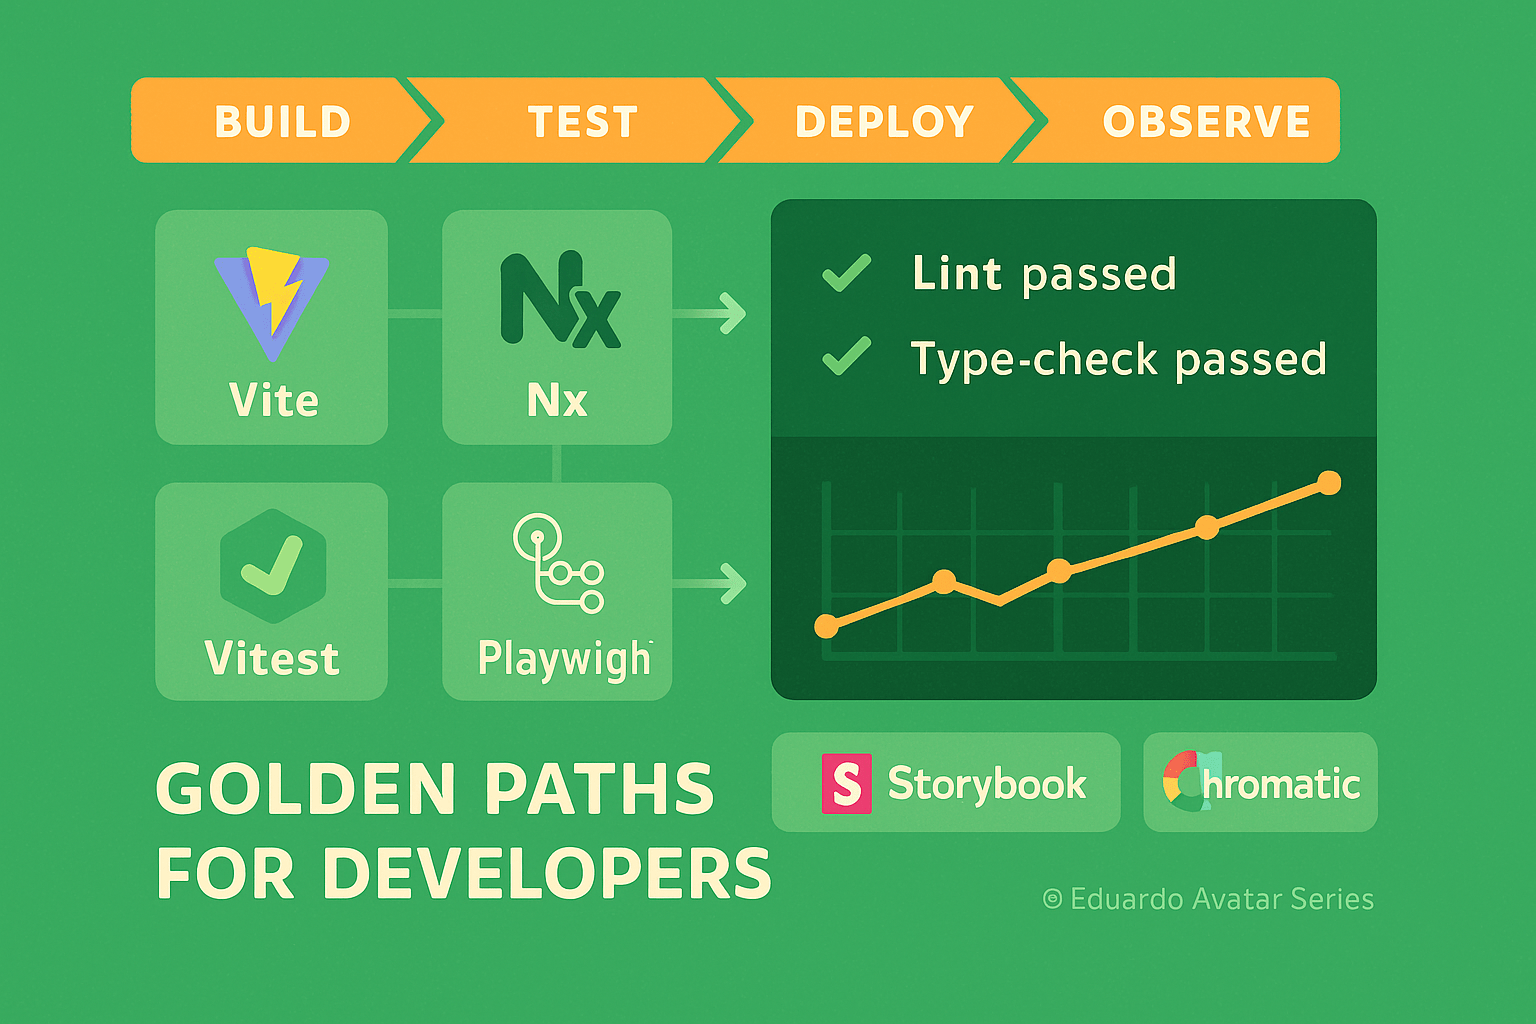 BUILD TEST DEPLOY OBSERVE
Vite
Nx
Lint passed
Type-check passed
Vitest
Playwigh
GOLDEN PATHS
FOR DEVELOPERS
S Storybook
Chromatic
© Eduardo Avatar Series